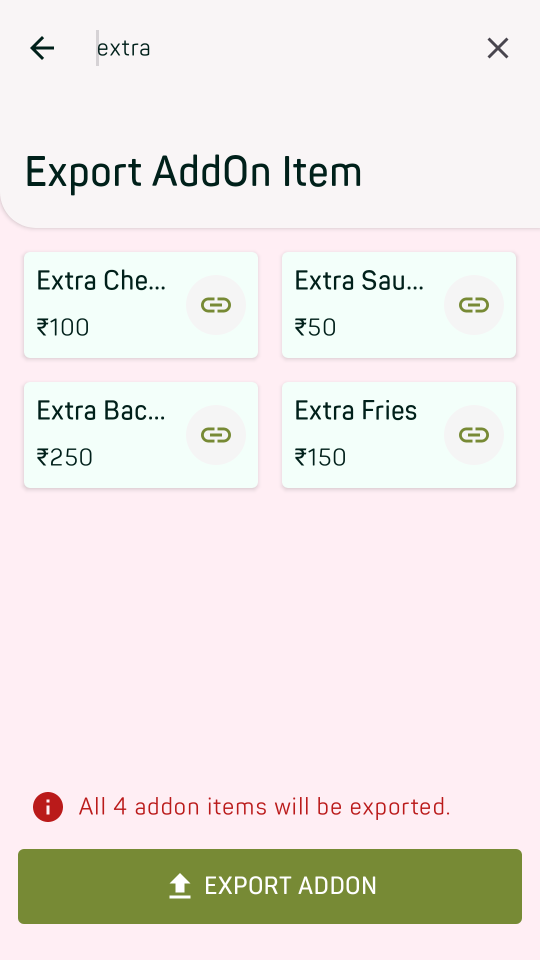 extra
Export AddOn Item
Extra Che...
₹100
Extra Sau...
₹50
Extra Bac...
₹250
Extra Fries
₹150
All 4 addon items will be exported.
EXPORT ADDON